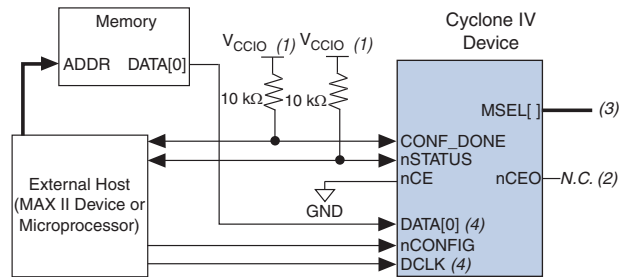 Memory
ADDR DATA[0]
V_CCIO (1) V_CCIO (1)
10 kΩ 10 kΩ
Cyclone IV
Device
MSEL[ ] (3)
CONF_DONE
nSTATUS
nCE nCEO N.C. (2)
GND
External Host
(MAX II Device or
Microprocessor)
DATA[0] (4)
nCONFIG
DCLK (4)